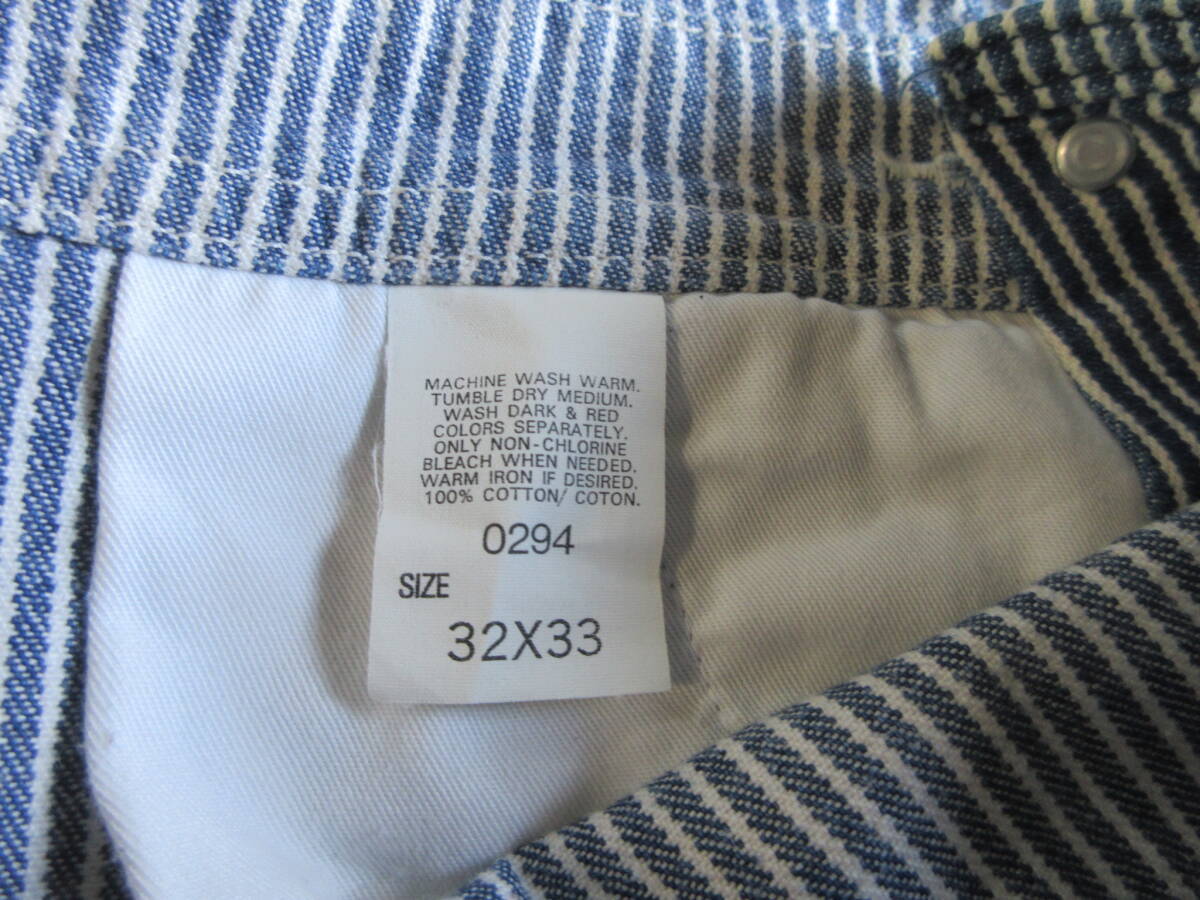 MACHINE WASH WARM.
TUMBLE DRY MEDIUM.
WASH DARK & RED
COLORS SEPARATELY.
ONLY NON-CHLORINE
BLEACH WHEN NEEDED.
WARM IRON IF DESIRED.
100% COTTON/ COTON.
0294
SIZE
32X33